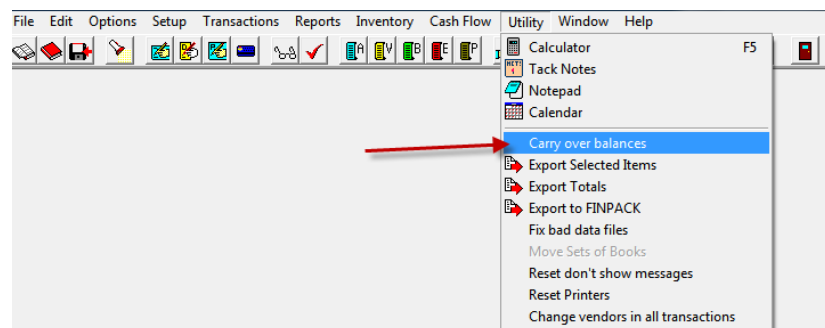 File Edit Options Setup Transactions Reports Inventory Cash Flow Utility Window Help
A V B E P
Calculator F5
Tack Notes
Notepad
Calendar
Carry over balances
Export Selected Items
Export Totals
Export to FINPACK
Fix bad data files
Move Sets of Books
Reset don't show messages
Reset Printers
Change vendors in all transactions